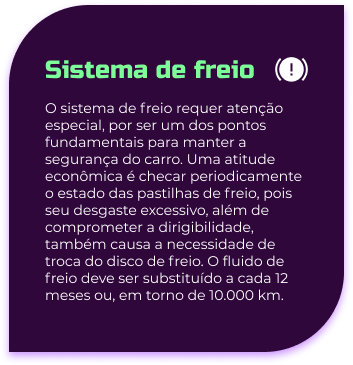 Sistema de freio
O sistema de freio requer atenção
especial, por ser um dos pontos
fundamentais para manter a
segurança do carro. Uma atitude
econômica é checar periodicamente
o estado das pastilhas de freio, pois
seu desgaste excessivo, além de
comprometer a dirigibilidade,
também causa a necessidade de
troca do disco de freio. O fluido de
freio deve ser substituído a cada 12
meses ou, em torno de 10.000 km.